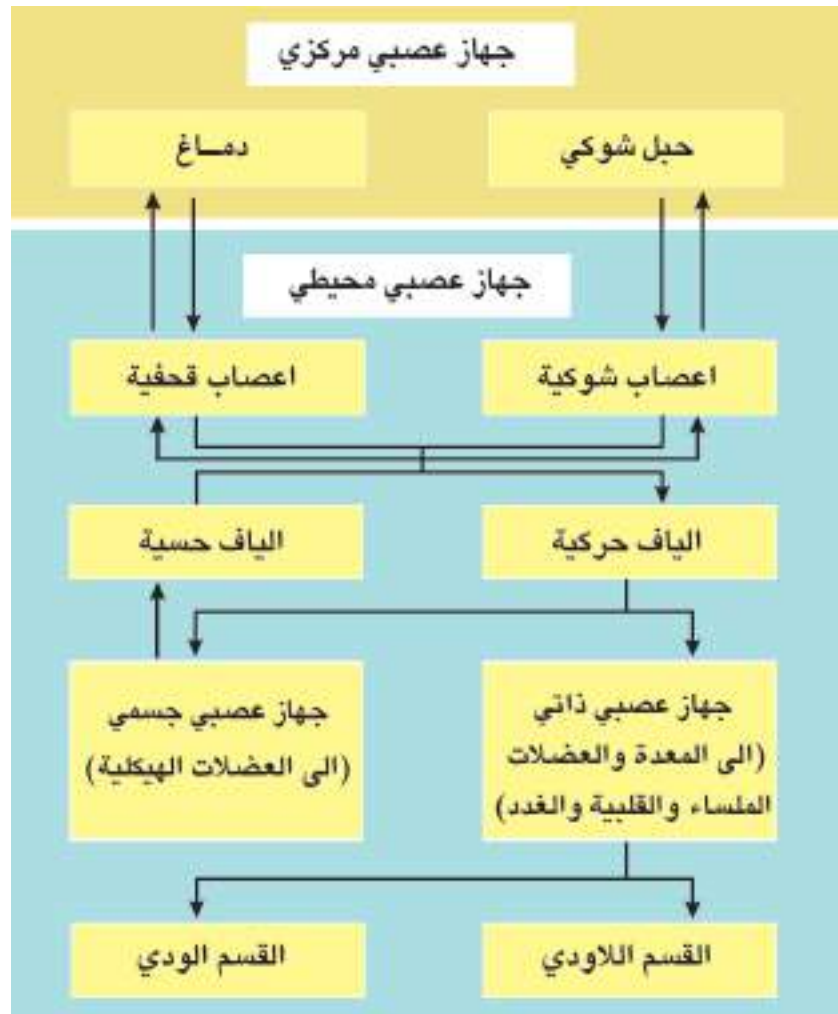 جهاز عصبي مركزي
حبل شوكي
دمــاغ
جهاز عصبي محيطي
اعصاب شوكية
اعصاب قحفية
الياف حركية
الياف حسية
جهاز عصبي ذاتي
(الى المعدة والعضلات
الملساء والقلبية والغدد)
جهاز عصبي جسمي
(الى العضلات الهيكلية)
القسم اللاودي
القسم الودي